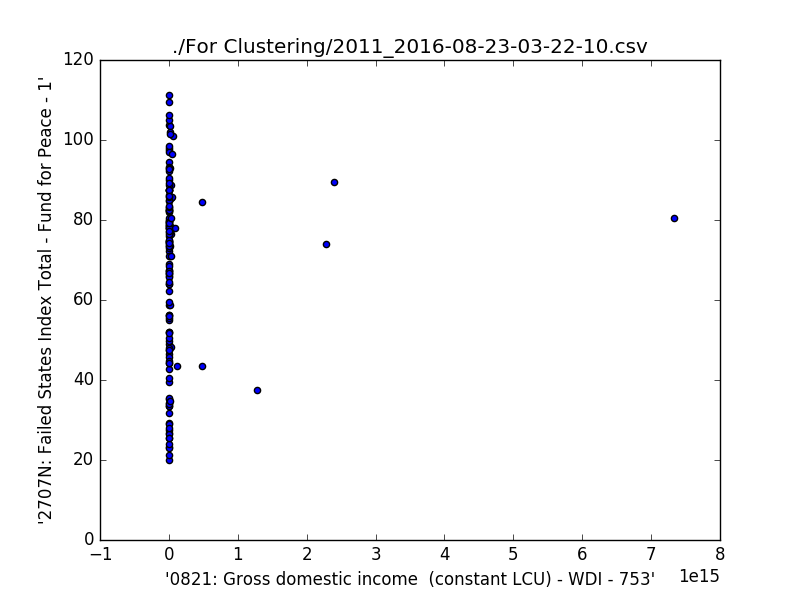 ./For Clustering/2011_2016-08-23-03-22-10.csv
120
100
80
60
40
20
0
'2707N: Failed States Index Total - Fund for Peace - 1'
−1 0 1 2 3 4 5 6 7 8
1e15
'0821: Gross domestic income  (constant LCU) - WDI - 753'